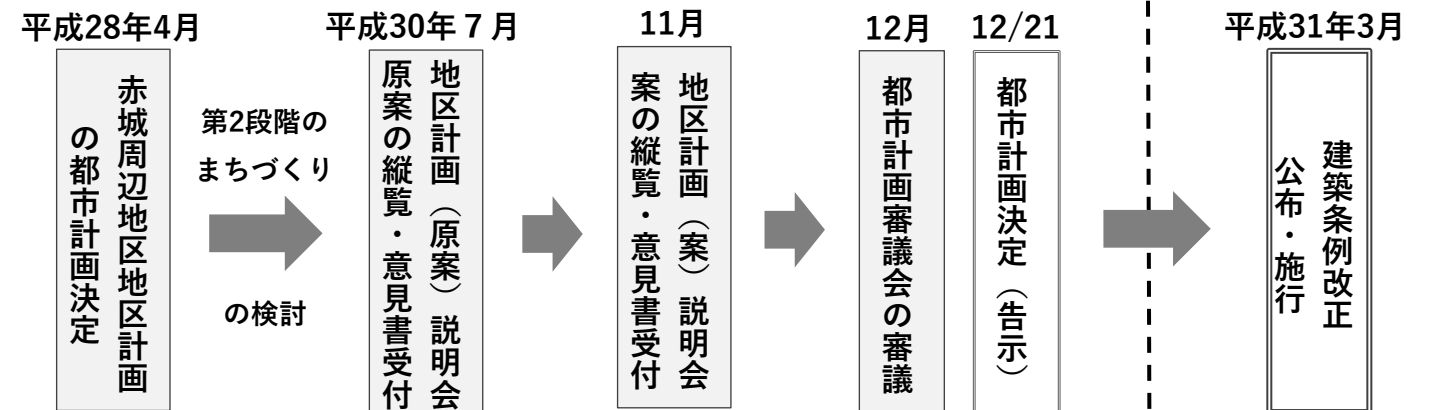 平成28年4月
赤城周辺地区地区計画
の都市計画決定
第2段階の
まちづくり
の検討
平成30年７月
地区計画（原案）説明会
原案の縦覧・意見書受付
11月
地区計画（案）説明会
案の縦覧・意見書受付
12月
都市計画審議会の審議
12/21
都市計画決定（告示）
平成31年3月
建築条例改正
公布・施行